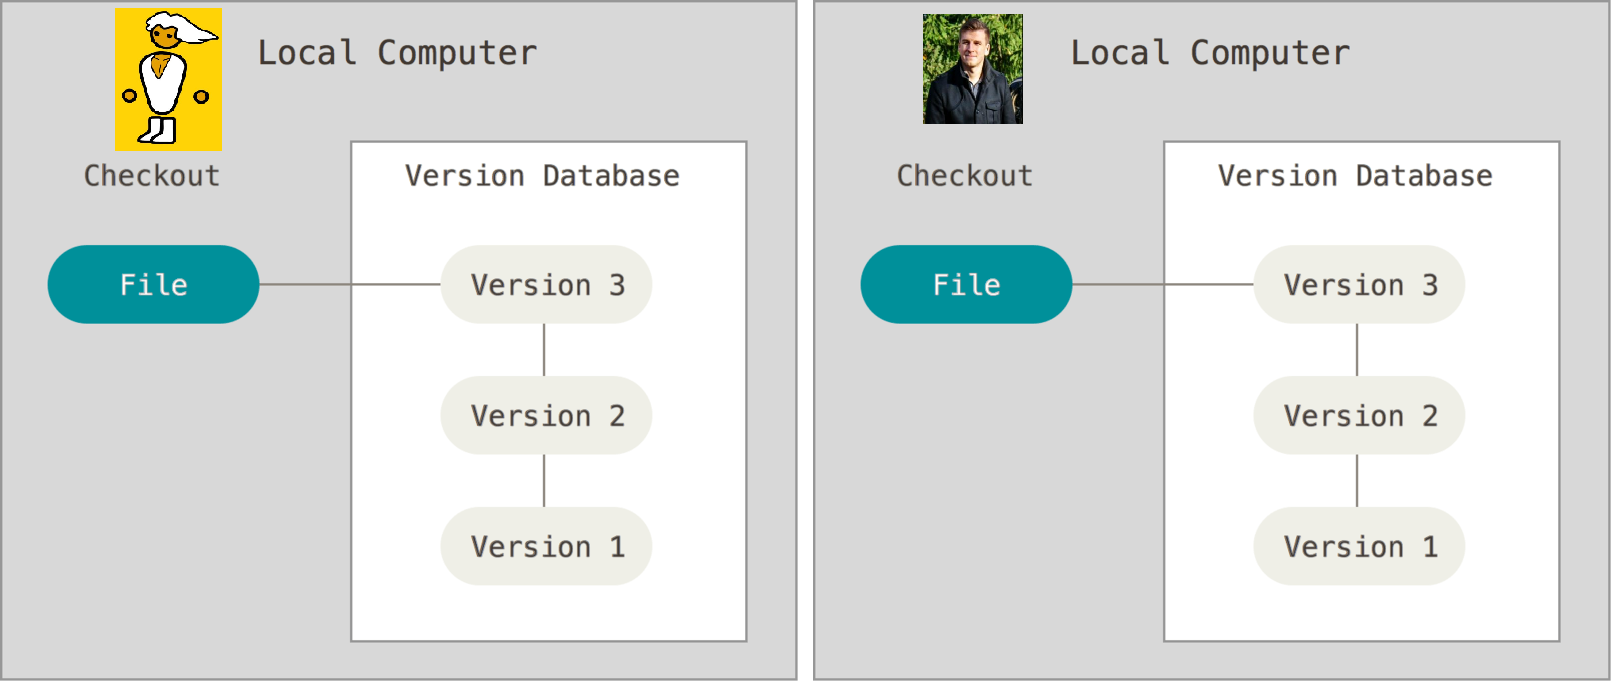 Local Computer
Checkout
Version Database
File
Version 3
Version 2
Version 1
Local Computer
Checkout
Version Database
File
Version 3
Version 2
Version 1